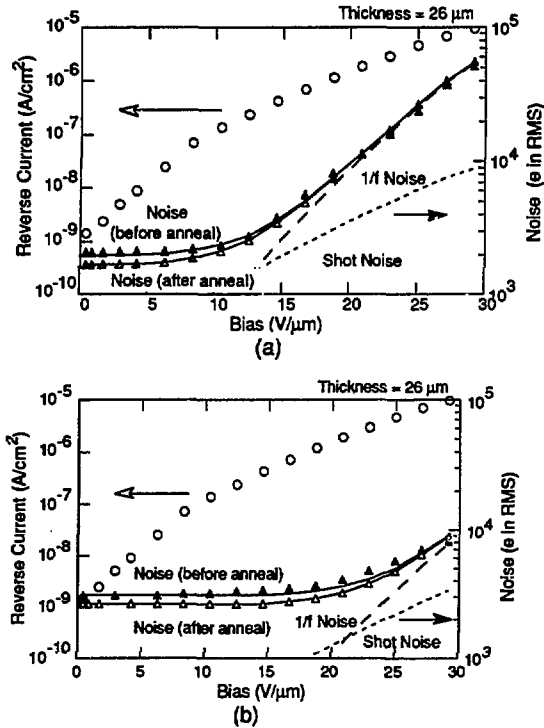 Thickness = 26 μm
10⁻⁵
10⁻⁶
10⁻⁷
10⁻⁸
10⁻⁹
10⁻¹⁰
Reverse Current (A/cm²)
10⁵
10⁴
10³
Noise (e in RMS)
Noise
(before anneal)
1/f Noise
Shot Noise
Noise (after anneal)
0 5 10 15 20 25 30
Bias (V/μm)
(a)
Thickness = 26 μm
10⁻⁵
10⁻⁶
10⁻⁷
10⁻⁸
10⁻⁹
10⁻¹⁰
Reverse Current (A/cm²)
10⁵
10⁴
10³
Noise (e in RMS)
Noise (before anneal)
Noise (after anneal)
1/f Noise
Shot Noise
0 5 10 15 20 25 30
Bias (V/μm)
(b)